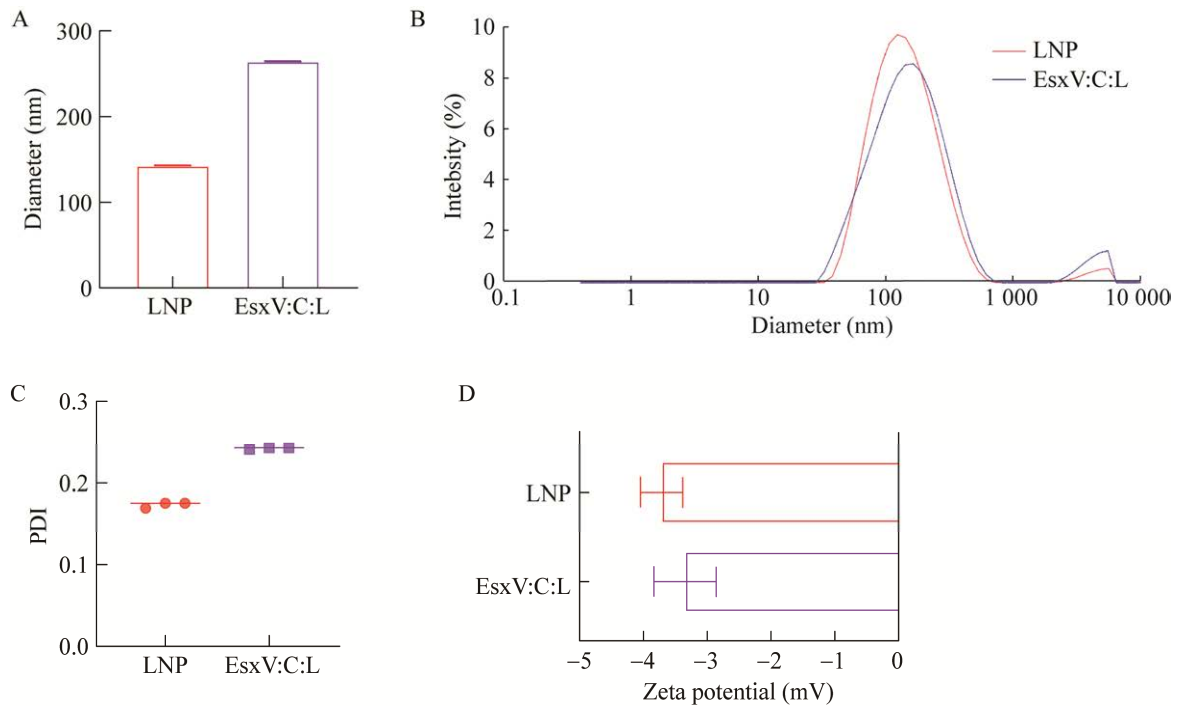 A
300
200
100
0
Diameter (nm)
LNP
EsxV:C:L
B
10
8
6
4
2
0
Intebsity (%)
LNP
EsxV:C:L
0.1
1
10
100
1 000
10 000
Diameter (nm)
C
0.3
0.2
0.1
0.0
PDI
LNP
EsxV:C:L
D
LNP
EsxV:C:L
−5
−4
−3
−2
−1
0
Zeta potential (mV)